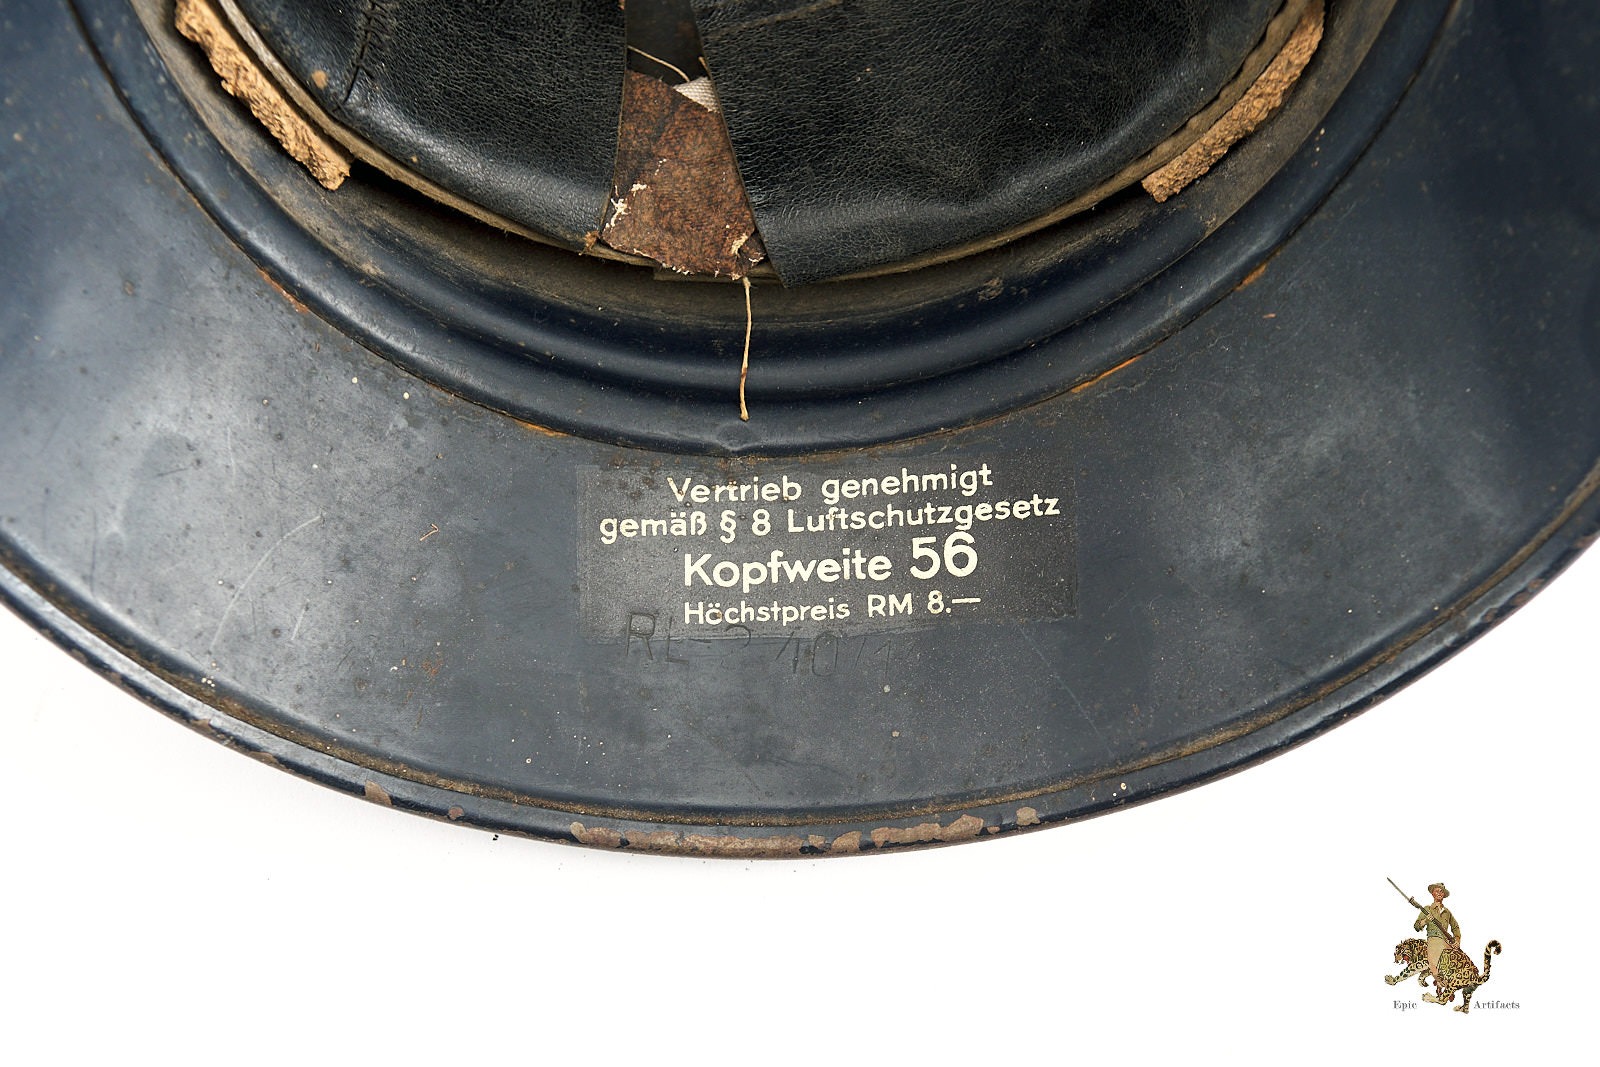 Vertrieb genehmigt
gemäß § 8 Luftschutzgesetz
Kopfweite 56
Höchstpreis RM 8.—
Epic Artifacts